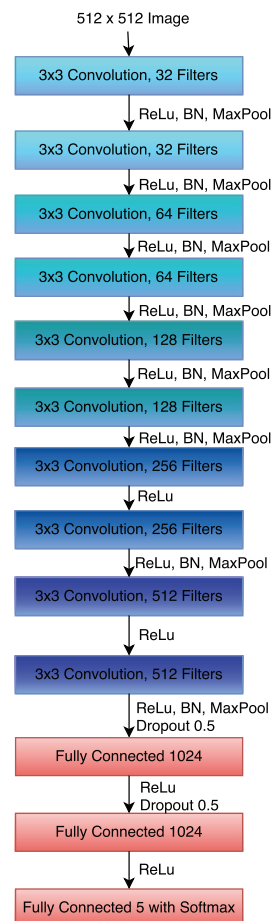 512 x 512 Image
3x3 Convolution, 32 Filters
ReLu, BN, MaxPool
3x3 Convolution, 32 Filters
ReLu, BN, MaxPool
3x3 Convolution, 64 Filters
ReLu, BN, MaxPool
3x3 Convolution, 64 Filters
ReLu, BN, MaxPool
3x3 Convolution, 128 Filters
ReLu, BN, MaxPool
3x3 Convolution, 128 Filters
ReLu, BN, MaxPool
3x3 Convolution, 256 Filters
ReLu
3x3 Convolution, 256 Filters
ReLu, BN, MaxPool
3x3 Convolution, 512 Filters
ReLu
3x3 Convolution, 512 Filters
ReLu, BN, MaxPool
Dropout 0.5
Fully Connected 1024
ReLu
Dropout 0.5
Fully Connected 1024
ReLu
Fully Connected 5 with Softmax